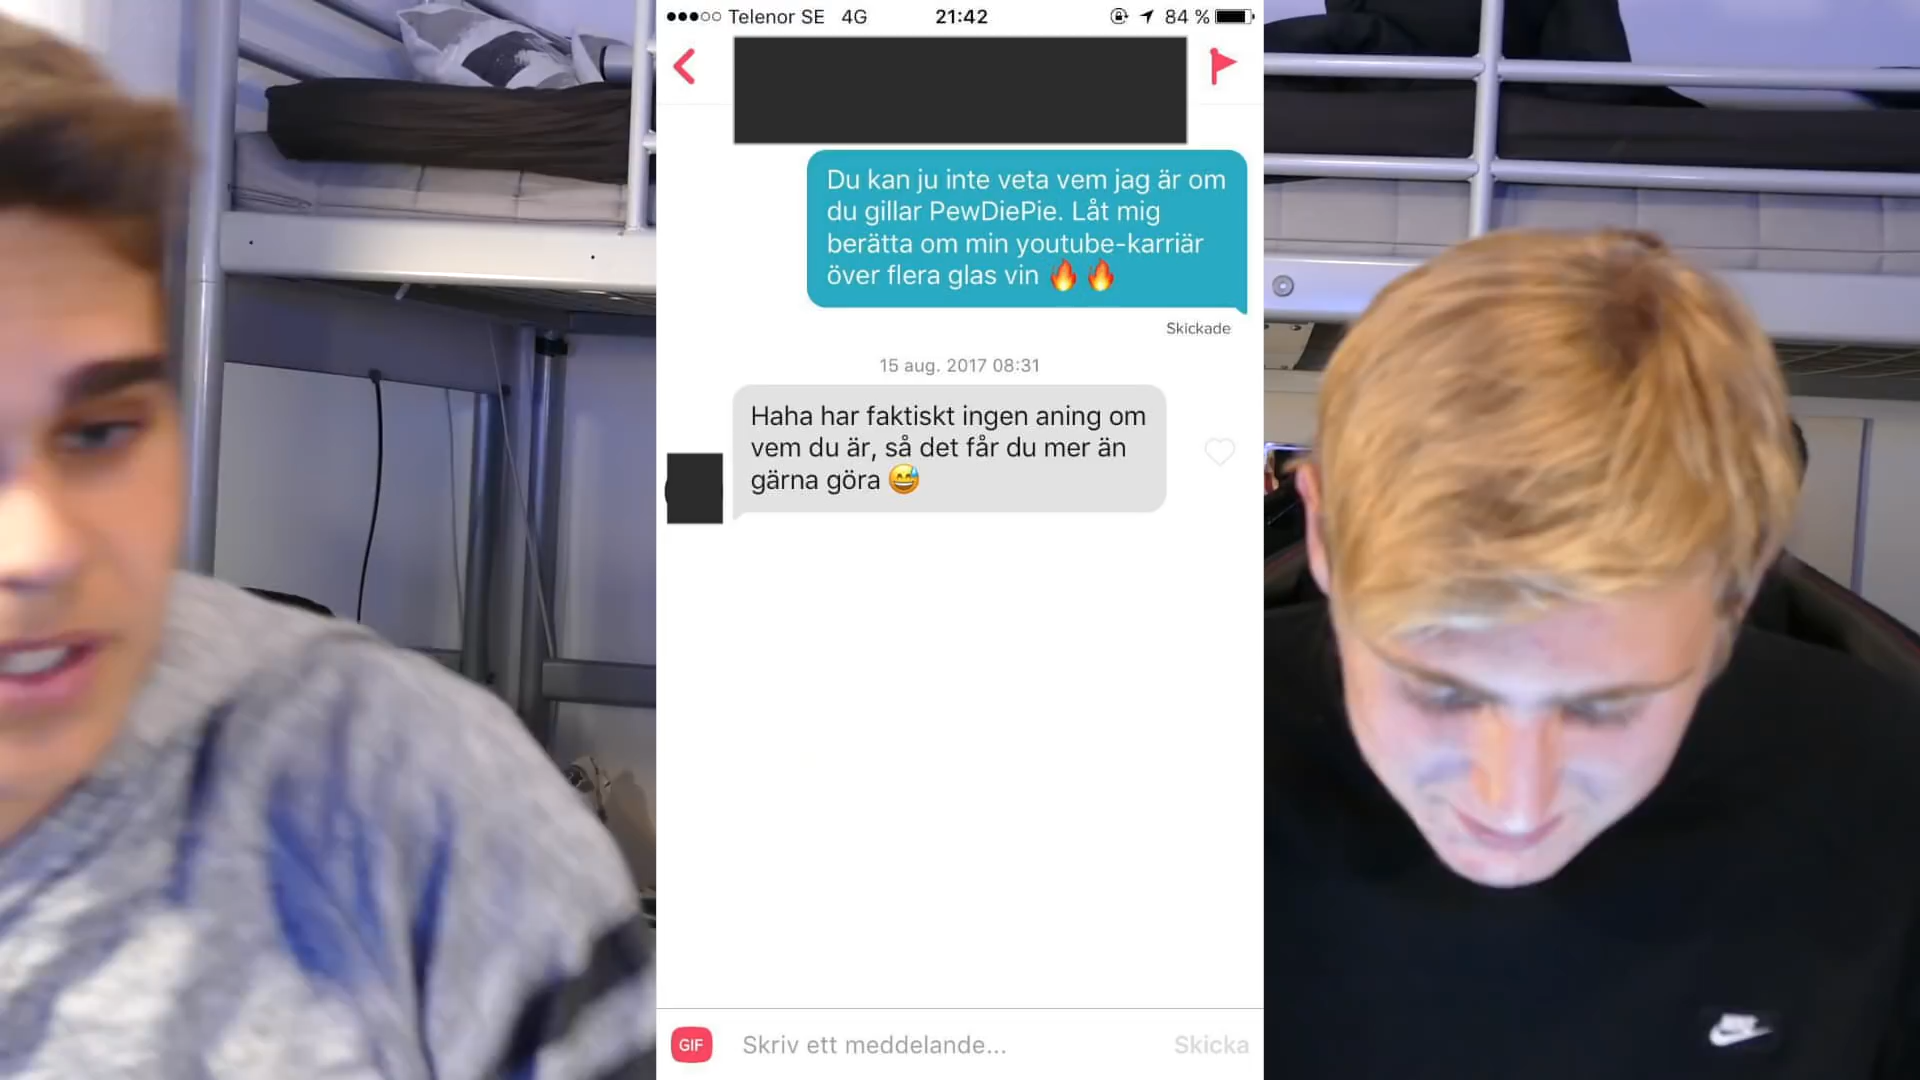 Telenor SE 4G 21:42 84 %
Du kan ju inte veta vem jag är om
du gillar PewDiePie. Låt mig
berätta om min youtube-karriär
över flera glas vin 🔥 🔥
Skickade
15 aug. 2017 08:31
Haha har faktiskt ingen aning om
vem du är, så det får du mer än
gärna göra 😅
GIF Skriv ett meddelande... Skicka